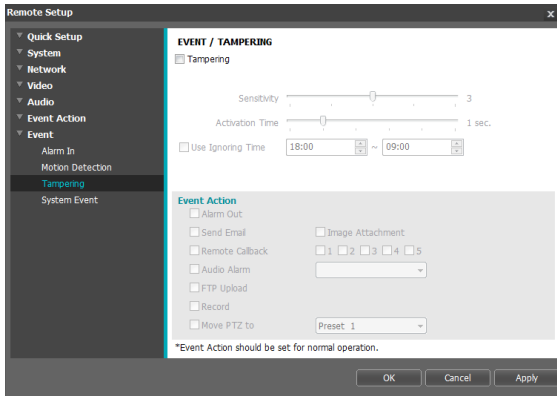 Remote Setup
x
Quick Setup
System
Network
Video
Audio
Event Action
Event
Alarm In
Motion Detection
Tampering
System Event
EVENT / TAMPERING
Tampering
Sensitivity 3
Activation Time 1 sec.
Use Ignoring Time 18:00 ~ 09:00
Event Action
Alarm Out
Send Email Image Attachment
Remote Callback 1 2 3 4 5
Audio Alarm
FTP Upload
Record
Move PTZ to Preset 1
*Event Action should be set for normal operation.
OK Cancel Apply